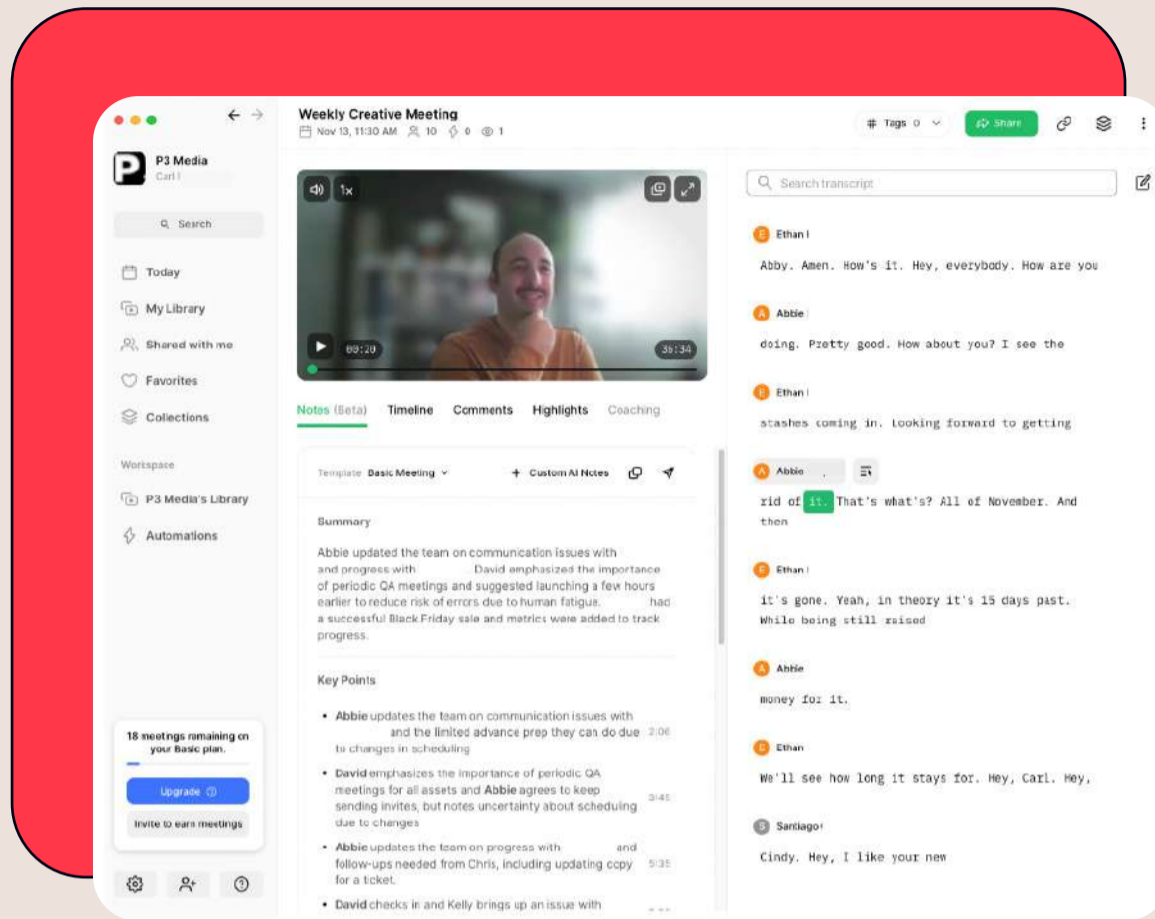 Weekly Creative Meeting
Nov 13, 11:30 AM 10 0 1
# Tags 0
Share
P3 Media
Carl
Search
Today
My Library
Shared with me
Favorites
Collections
Workspace
P3 Media's Library
Automations
18 meetings remaining on
your Basic plan.
Upgrade
Invite to earn meetings
1x
00:20
Notes (Beta) Timeline Comments Highlights Coaching
Template Basic Meeting
+ Custom AI Notes
Summary
Abbie updated the team on communication issues with
and progress with David emphasized the importance
of periodic QA meetings and suggested launching a few hours
earlier to reduce risk of errors due to human fatigue. had
a successful Black Friday sale and metrics were added to track
progress.
Key Points
• Abbie updates the team on communication issues with
and the limited advance prep they can do due 2:06
to changes in scheduling
• David emphasizes the importance of periodic QA
meetings for all assets and Abbie agrees to keep
sending invites, but notes uncertainty about scheduling 3:45
due to changes
• Abbie updates the team on progress with and
follow-ups needed from Chris, including updating copy 5:35
for a ticket.
• David checks in and Kelly brings up an issue with
Search transcript
E Ethan
Abby. Amen. How's it. Hey, everybody. How are you
A Abbie
doing. Pretty good. How about you? I see the
E Ethan
stashes coming in. Looking forward to getting
A Abbie
rid of it. That's what's? All of November. And
then
E Ethan
it's gone. Yeah, in theory it's 15 days past.
While being still raised
A Abbie
money for it.
E Ethan
We'll see how long it stays for. Hey, Carl. Hey,
S Santiago
Cindy. Hey, I like your new